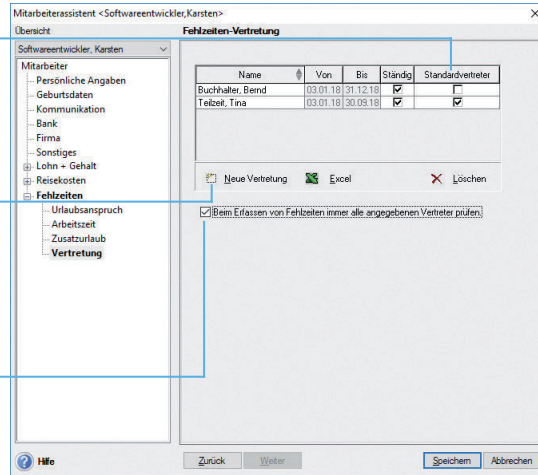 Mitarbeiterassistent <Softwareentwickler,Karsten>
Übersicht
Fehlzeiten-Vertretung
Softwareentwickler, Karsten
Mitarbeiter
Persönliche Angaben
Geburtsdaten
Kommunikation
Bank
Firma
Sonstiges
Lohn + Gehalt
Reisekosten
Fehlzeiten
Urlaubsanspruch
Arbeitszeit
Zusatzurlaub
Vertretung
Name Von Bis Ständig Standardvertreter
Buchhalter, Bernd 03.01.18 31.12.18
Teilzeit, Tina 03.01.18 30.09.18
Neue Vertretung Excel Löschen
Beim Erfassen von Fehlzeiten immer alle angegebenen Vertreter prüfen.
Hilfe Zurück Weiter Speichern Abbrechen